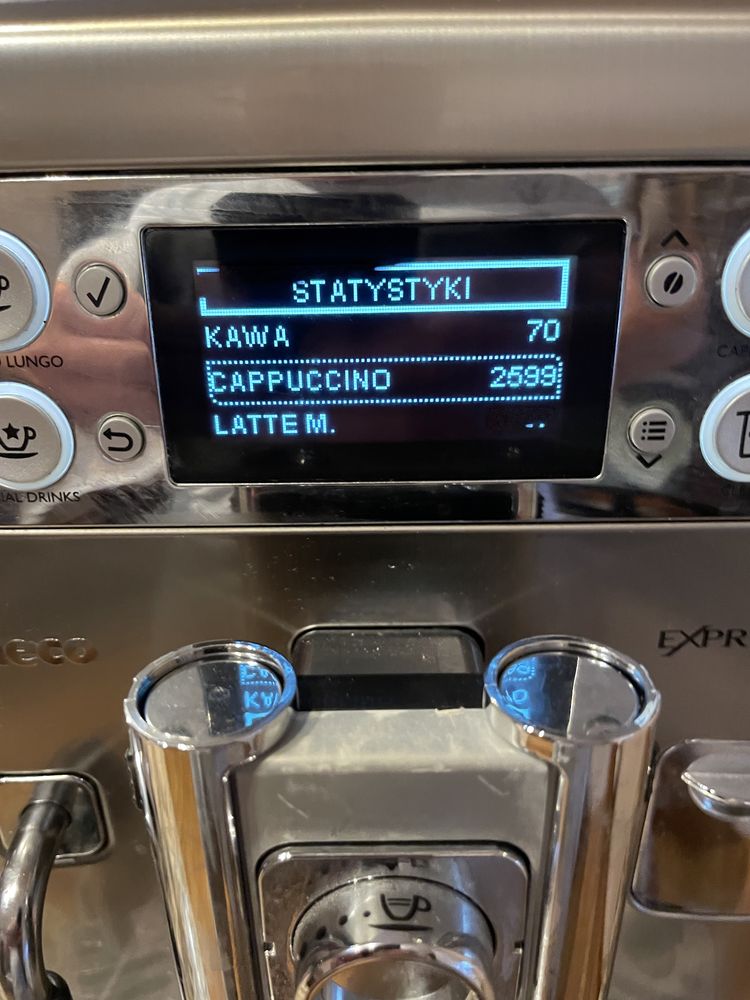 STATYSTYKI
KAWA 70
CAPPUCCINO 2599
LATTE M. --
LUNGO
DRINKS